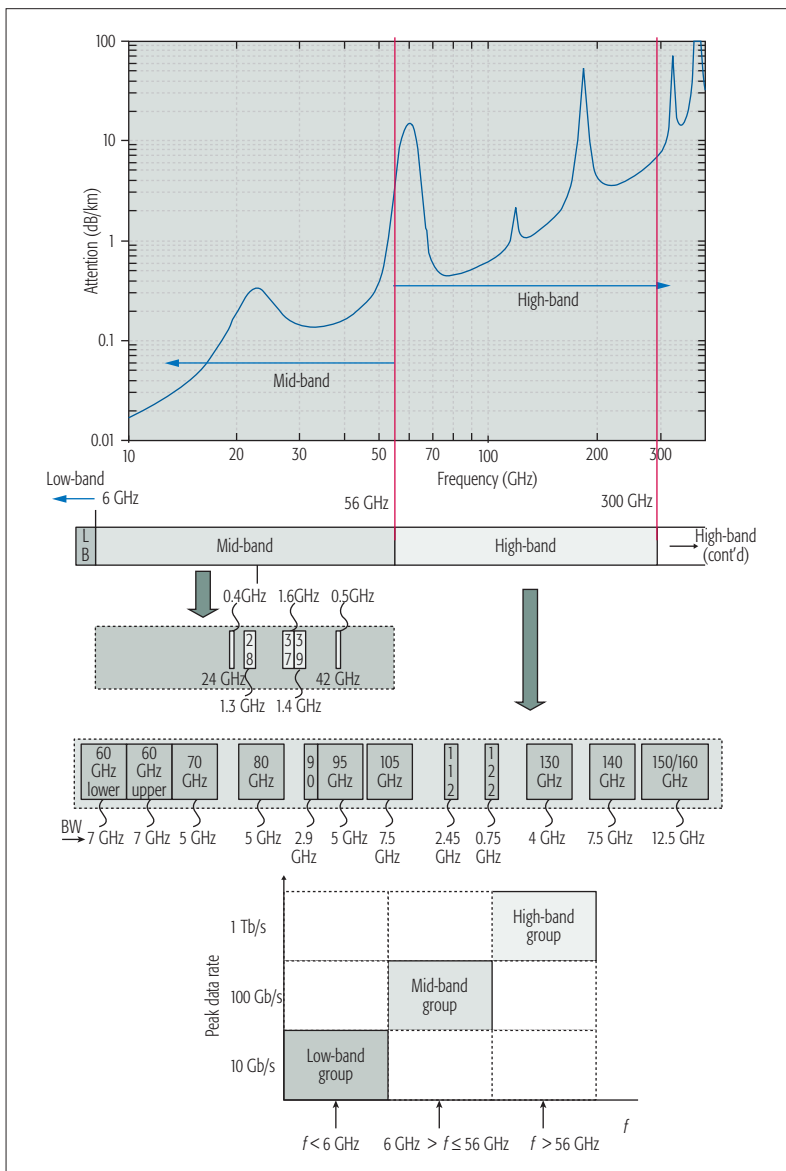 100
10
1
0.1
0.01
Attention (dB/km)
High-band
Mid-band
10 20 30 40 50 70 100 200 300
Frequency (GHz)
Low-band
6 GHz
56 GHz
300 GHz
L
B
Mid-band
High-band
High-band
(cont'd)
0.4GHz 1.6GHz 0.5GHz
2
8
3
7
3
9
24 GHz
42 GHz
1.3 GHz 1.4 GHz
60
GHz
lower
60
GHz
upper
70
GHz
80
GHz
9
0
95
GHz
105
GHz
1
1
2
1
2
2
130
GHz
140
GHz
150/160
GHz
BW
7 GHz
7 GHz
5 GHz
5 GHz
2.9
GHz
5 GHz
7.5
GHz
2.45
GHz
0.75
GHz
4 GHz
7.5 GHz
12.5 GHz
Peak data rate
1 Tb/s
100 Gb/s
10 Gb/s
High-band
group
Mid-band
group
Low-band
group
f
f < 6 GHz
6 GHz > f ≤ 56 GHz
f > 56 GHz